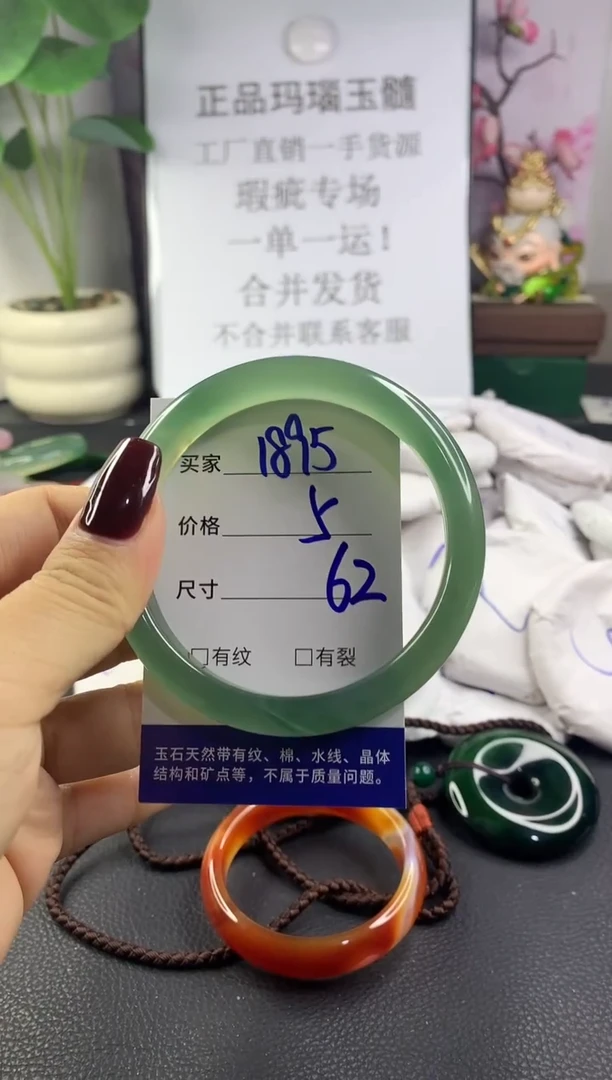 正品玛瑙玉髓
工厂直销一手货源
瑕疵专场
一单一运!
合并发货
不合并联系客服
买家 1895
价格 5
尺寸 62
□有纹 □有裂
玉石天然带有纹、棉、水线、晶体
结构和矿点等，不属于质量问题。